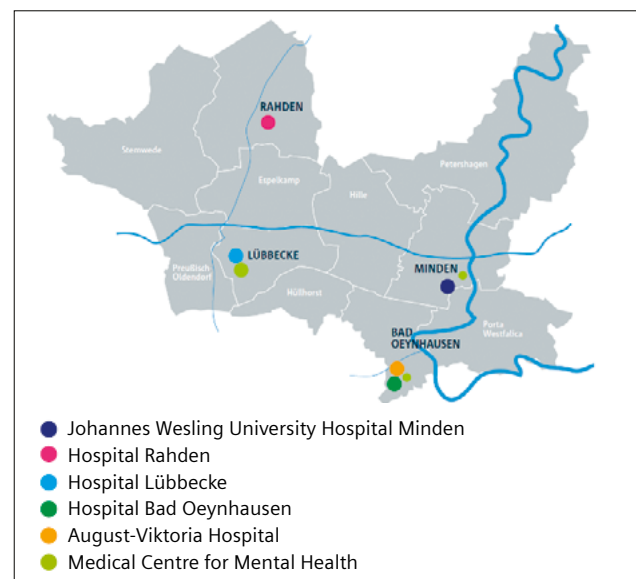 RAHDEN
Stemwede
Petershagen
Espelkamp
Hille
LÜBBECKE
MINDEN
Preußisch
Oldendorf
Hüllhorst
BAD
OEYNHAUSEN
Porta
Westfalica
Johannes Wesling University Hospital Minden
Hospital Rahden
Hospital Lübbecke
Hospital Bad Oeynhausen
August-Viktoria Hospital
Medical Centre for Mental Health